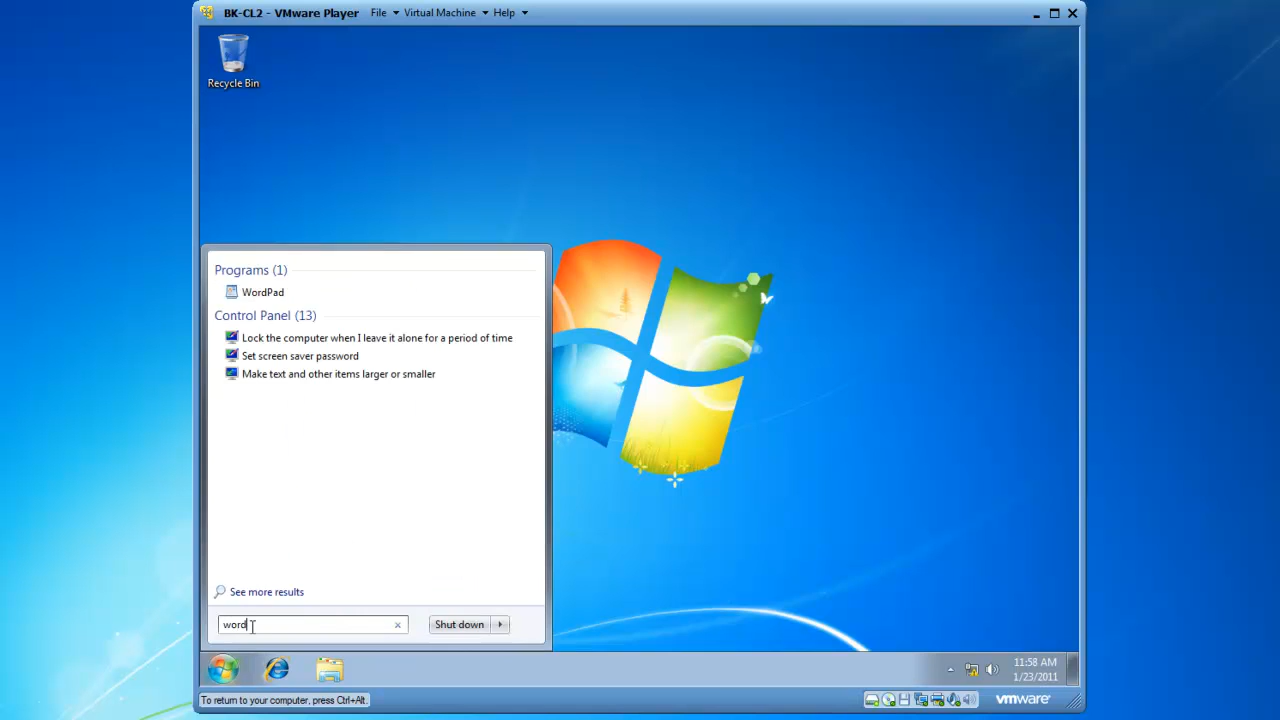 BK-CL2 - VMware Player File Virtual Machine Help
Recycle Bin
Programs (1)
WordPad
Control Panel (13)
Lock the computer when I leave it alone for a period of time
Set screen saver password
Make text and other items larger or smaller
See more results
word
Shut down
11:58 AM
1/23/2011
To return to your computer, press Ctrl+Alt.
vmware